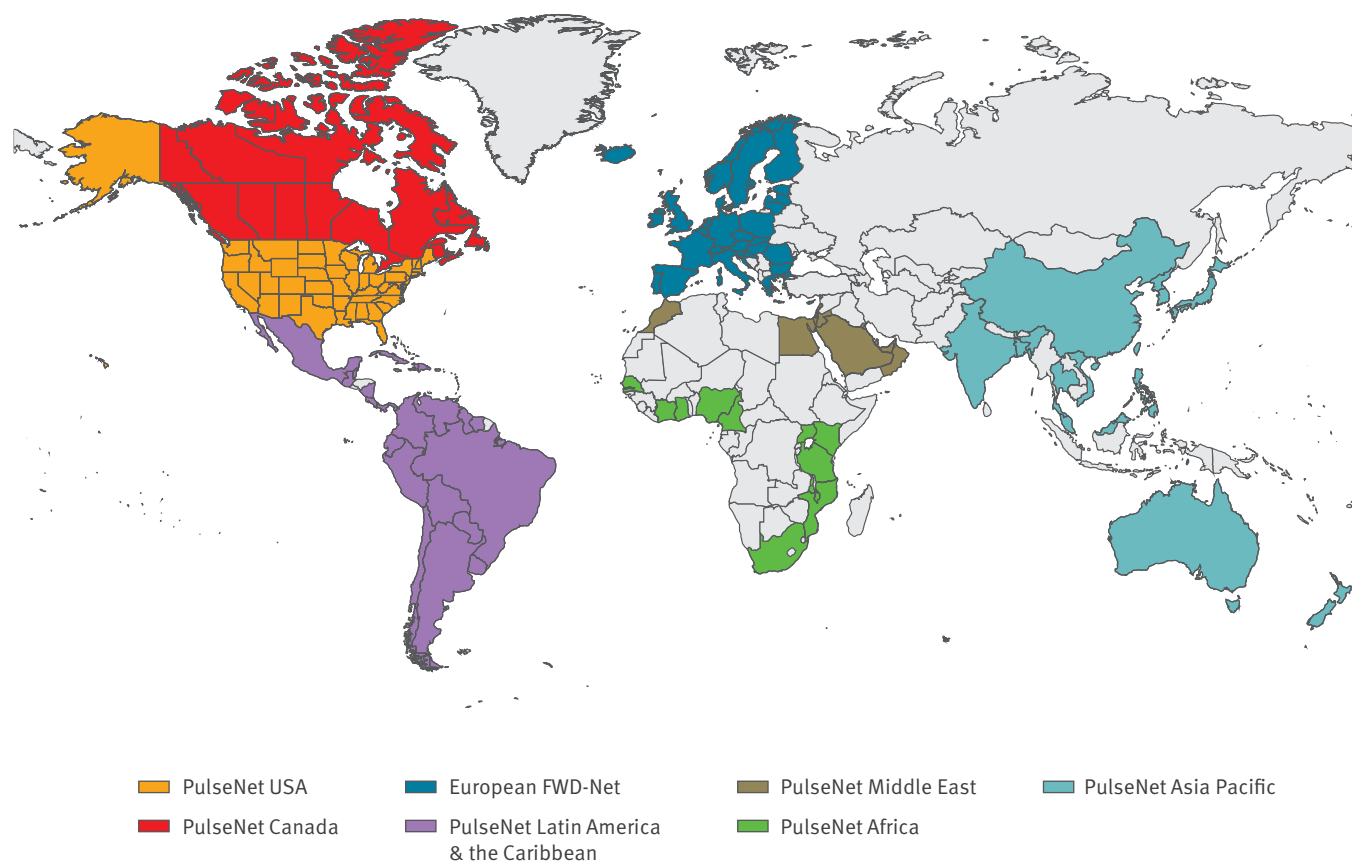 PulseNet USA
European FWD-Net
PulseNet Middle East
PulseNet Asia Pacific
PulseNet Canada
PulseNet Latin America
& the Caribbean
PulseNet Africa